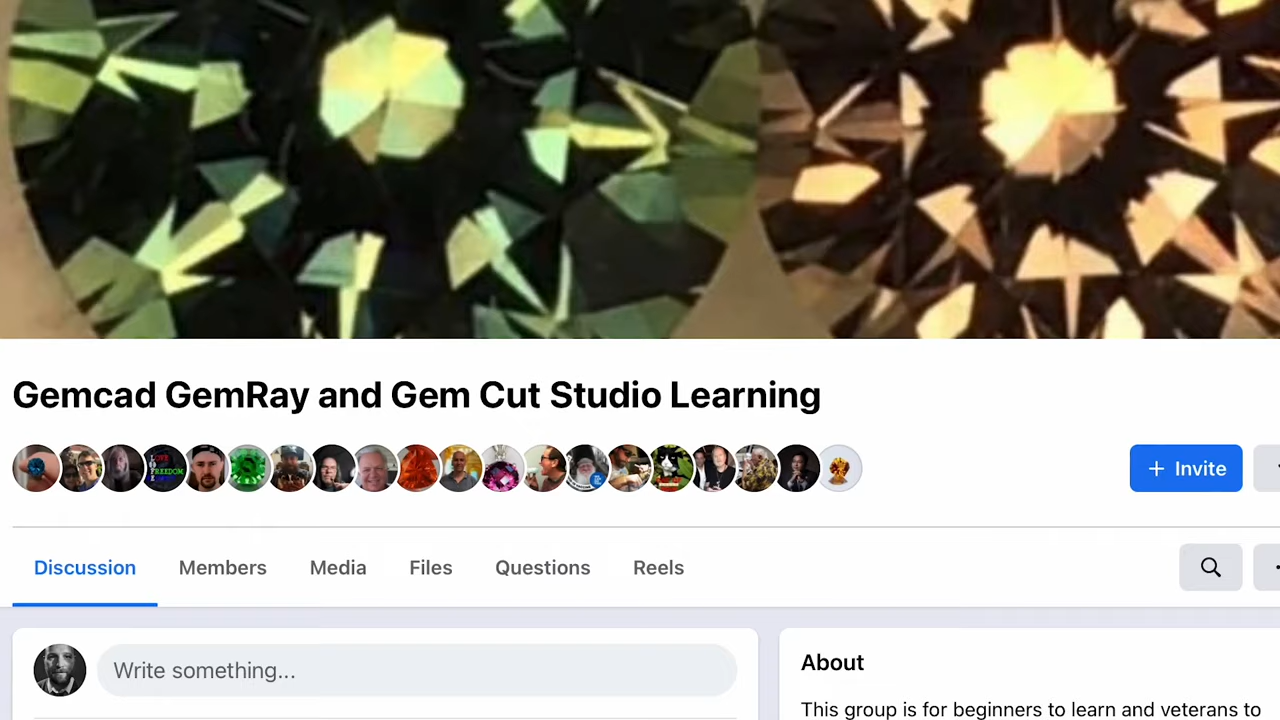 Gemcad GemRay and Gem Cut Studio Learning
+ Invite
Discussion Members Media Files Questions Reels
Write something...
About
This group is for beginners to learn and veterans to